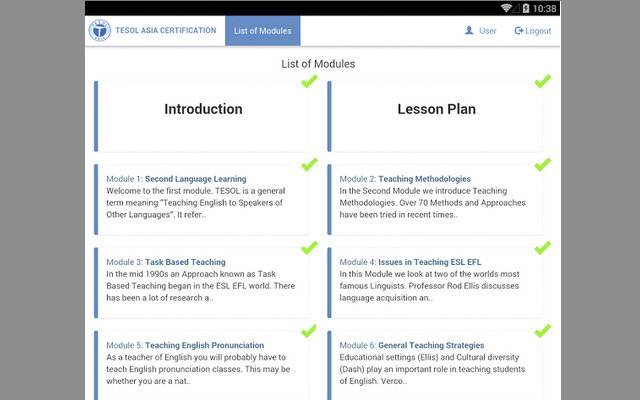 10:38
TESOL ASIA CERTIFICATION
List of Modules
User
Logout
List of Modules
Introduction
Lesson Plan
Module 1: Second Language Learning
Welcome to the first module. TESOL is a general
term meaning “Teaching English to Speakers of
Other Languages”. It refer..
Module 2: Teaching Methodologies
In the Second Module we introduce Teaching
Methodologies. Over 70 Methods and Approaches
have been tried in recent times..
Module 3: Task Based Teaching
In the mid 1990s an Approach known as Task
Based Teaching began in the ESL EFL world. There
has been a lot of research a..
Module 4: Issues in Teaching ESL EFL
In this Module we look at two of the worlds most
famous Linguists. Professor Rod Ellis discusses
language acquisition an..
Module 5: Teaching English Pronunciation
As a teacher of English you will probably have to
teach English pronunciation classes. This may be
whether you are a nat..
Module 6: General Teaching Strategies
Educational settings (Ellis) and Cultural diversity
(Dash) play an important role in teaching students
of English. Verco..